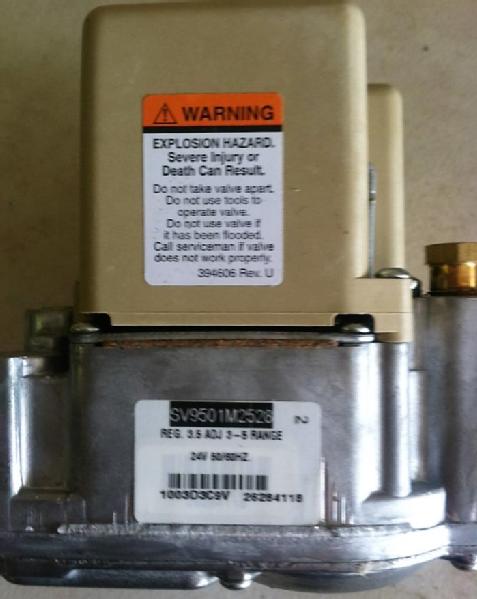 WARNING
EXPLOSION HAZARD.
Severe Injury or
Death Can Result.
Do not take valve apart.
Do not use tools to
operate valve.
Do not use valve if
it has been flooded.
Call serviceman if valve
does not work properly.
394606 Rev. U
SV9501M2528 2
REG. 3.5 ADJ 3-5 RANGE
24V 50/60HZ.
1003D3C9V 26284118